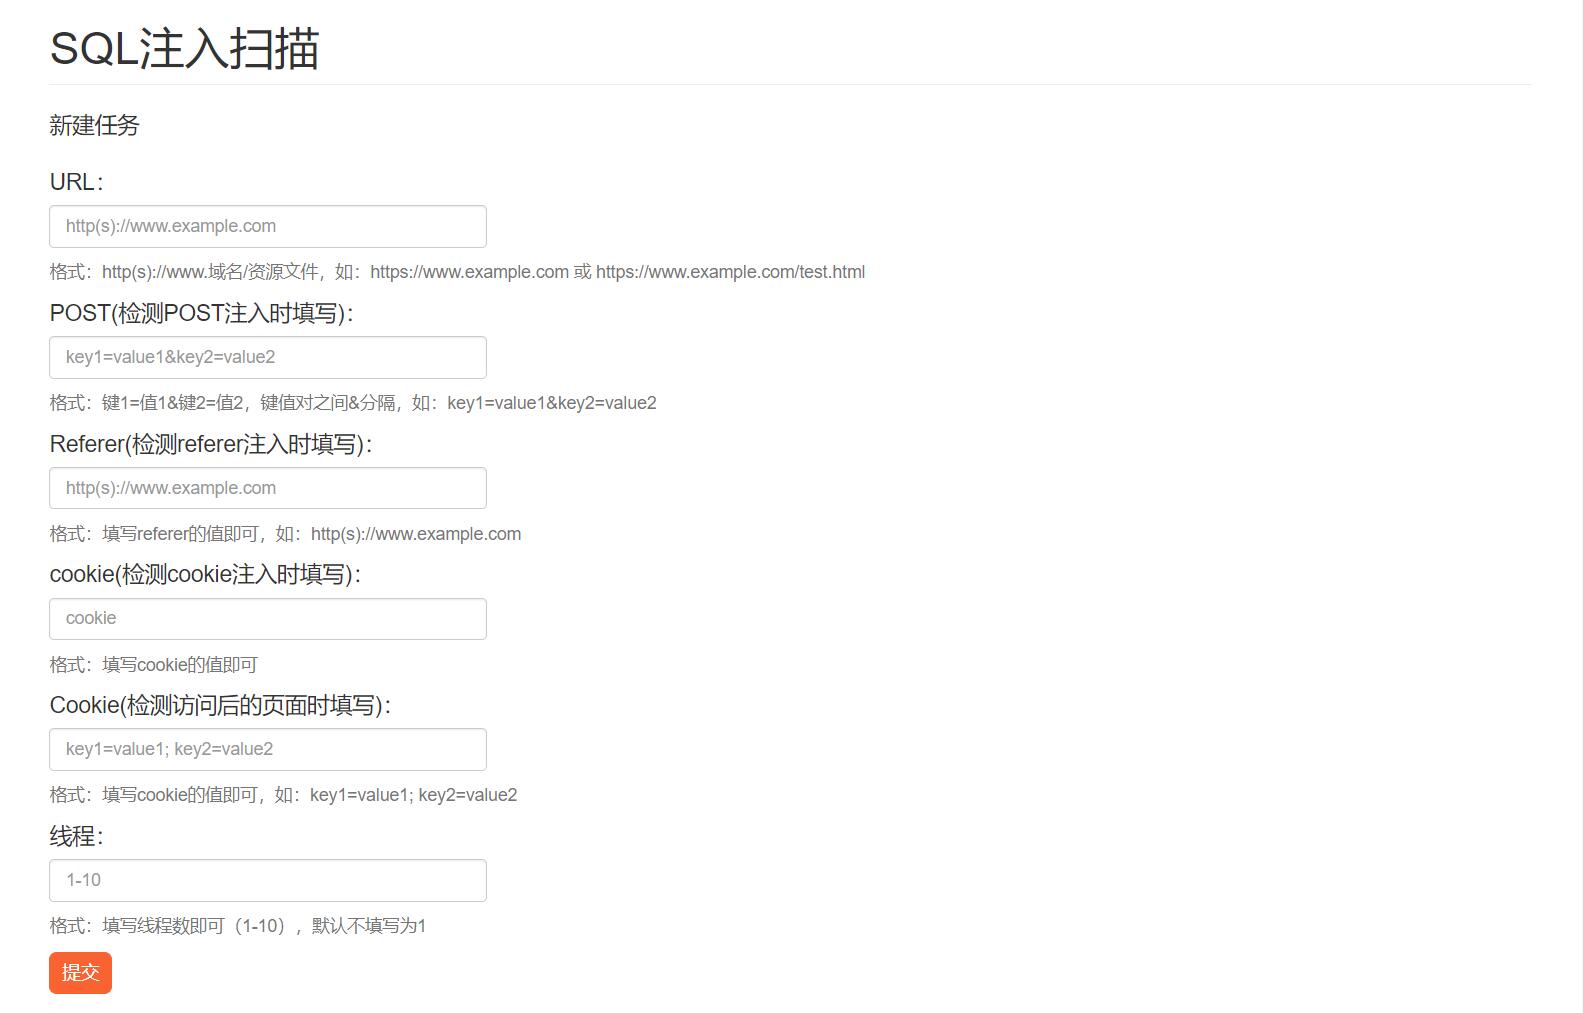 SQL注入扫描
新建任务
URL：
http(s)://www.example.com
格式：http(s)://www.域名/资源文件，如：https://www.example.com 或 https://www.example.com/test.html
POST(检测POST注入时填写)：
key1=value1&key2=value2
格式：键1=值1&键2=值2，键值对之间&分隔，如：key1=value1&key2=value2
Referer(检测referer注入时填写)：
http(s)://www.example.com
格式：填写referer的值即可，如：http(s)://www.example.com
cookie(检测cookie注入时填写)：
cookie
格式：填写cookie的值即可
Cookie(检测访问后的页面时填写)：
key1=value1; key2=value2
格式：填写cookie的值即可，如：key1=value1; key2=value2
线程：
1-10
格式：填写线程数即可（1-10），默认不填写为1
提交